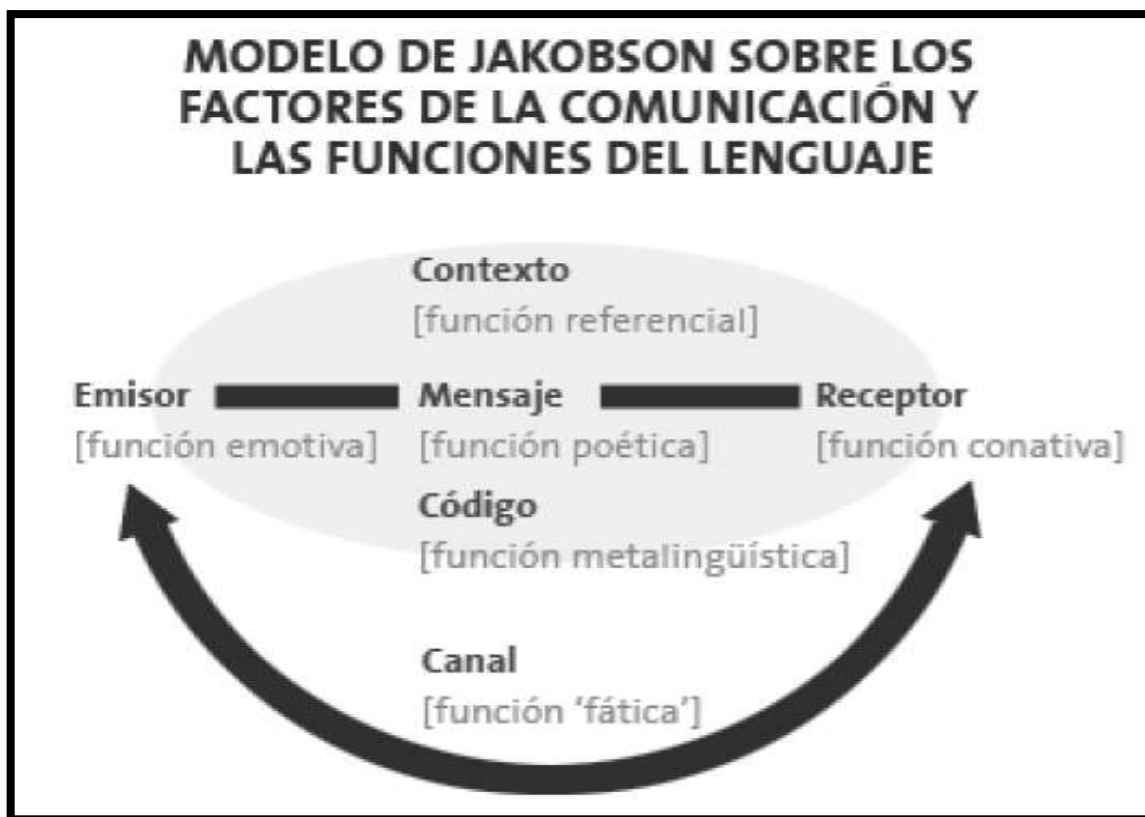 MODELO DE JAKOBSON SOBRE LOS
FACTORES DE LA COMUNICACIÓN Y
LAS FUNCIONES DEL LENGUAJE
Contexto
[función referencial]
Emisor Mensaje Receptor
[función emotiva] [función poética] [función conativa]
Código
[función metalingüística]
Canal
[función ‘fática’]